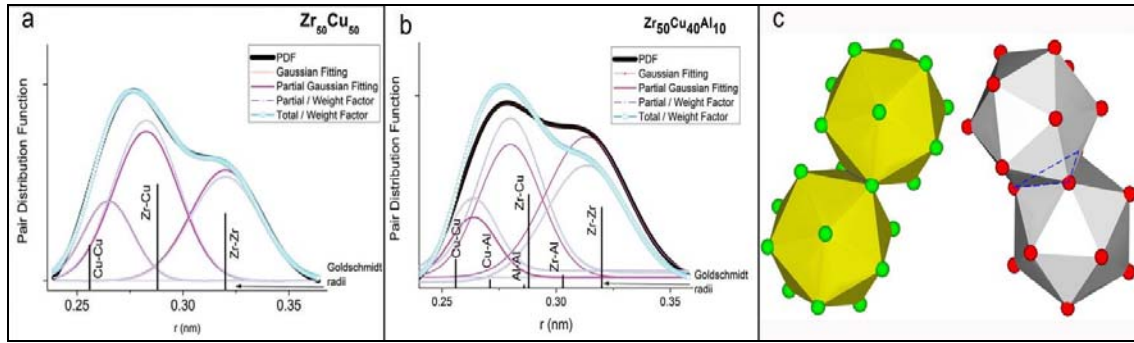 a
Zr50Cu50
PDF
Gaussian Fitting
Partial Gaussian Fitting
Partial / Weight Factor
Total / Weight Factor
Pair Distribution Function
Cu-Cu
Zr-Cu
Zr-Zr
Goldschmidt
radii
0.25
0.30
0.35
r (nm)
b
Zr50Cu40Al10
PDF
Gaussian Fitting
Partial Gaussian Fitting
Partial / Weight Factor
Total / Weight Factor
Pair Distribution Function
Cu-Cu
Cu-Al
Al-Al
Zr-Cu
Zr-Al
Zr-Zr
Goldschmidt
radii
0.25
0.30
0.35
r (nm)
c